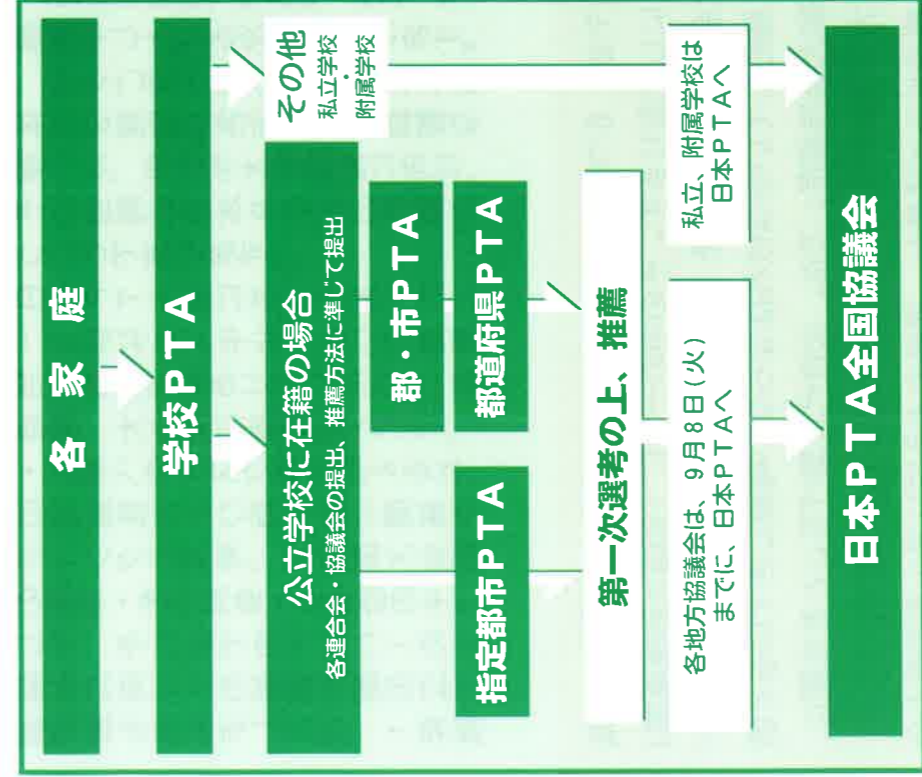 各 家 庭
学校PTA
公立学校に在籍の場合
各連合会・協議会の提出、推薦方法に準じて提出
その他
私立学校
・
附属学校
指定都市PTA
郡・市PTA
都道府県PTA
第一次選考の上、推薦
各地方協議会は、9月8日(火)
までに、日本PTAへ
私立、附属学校は
日本PTAへ
日本PTA全国協議会